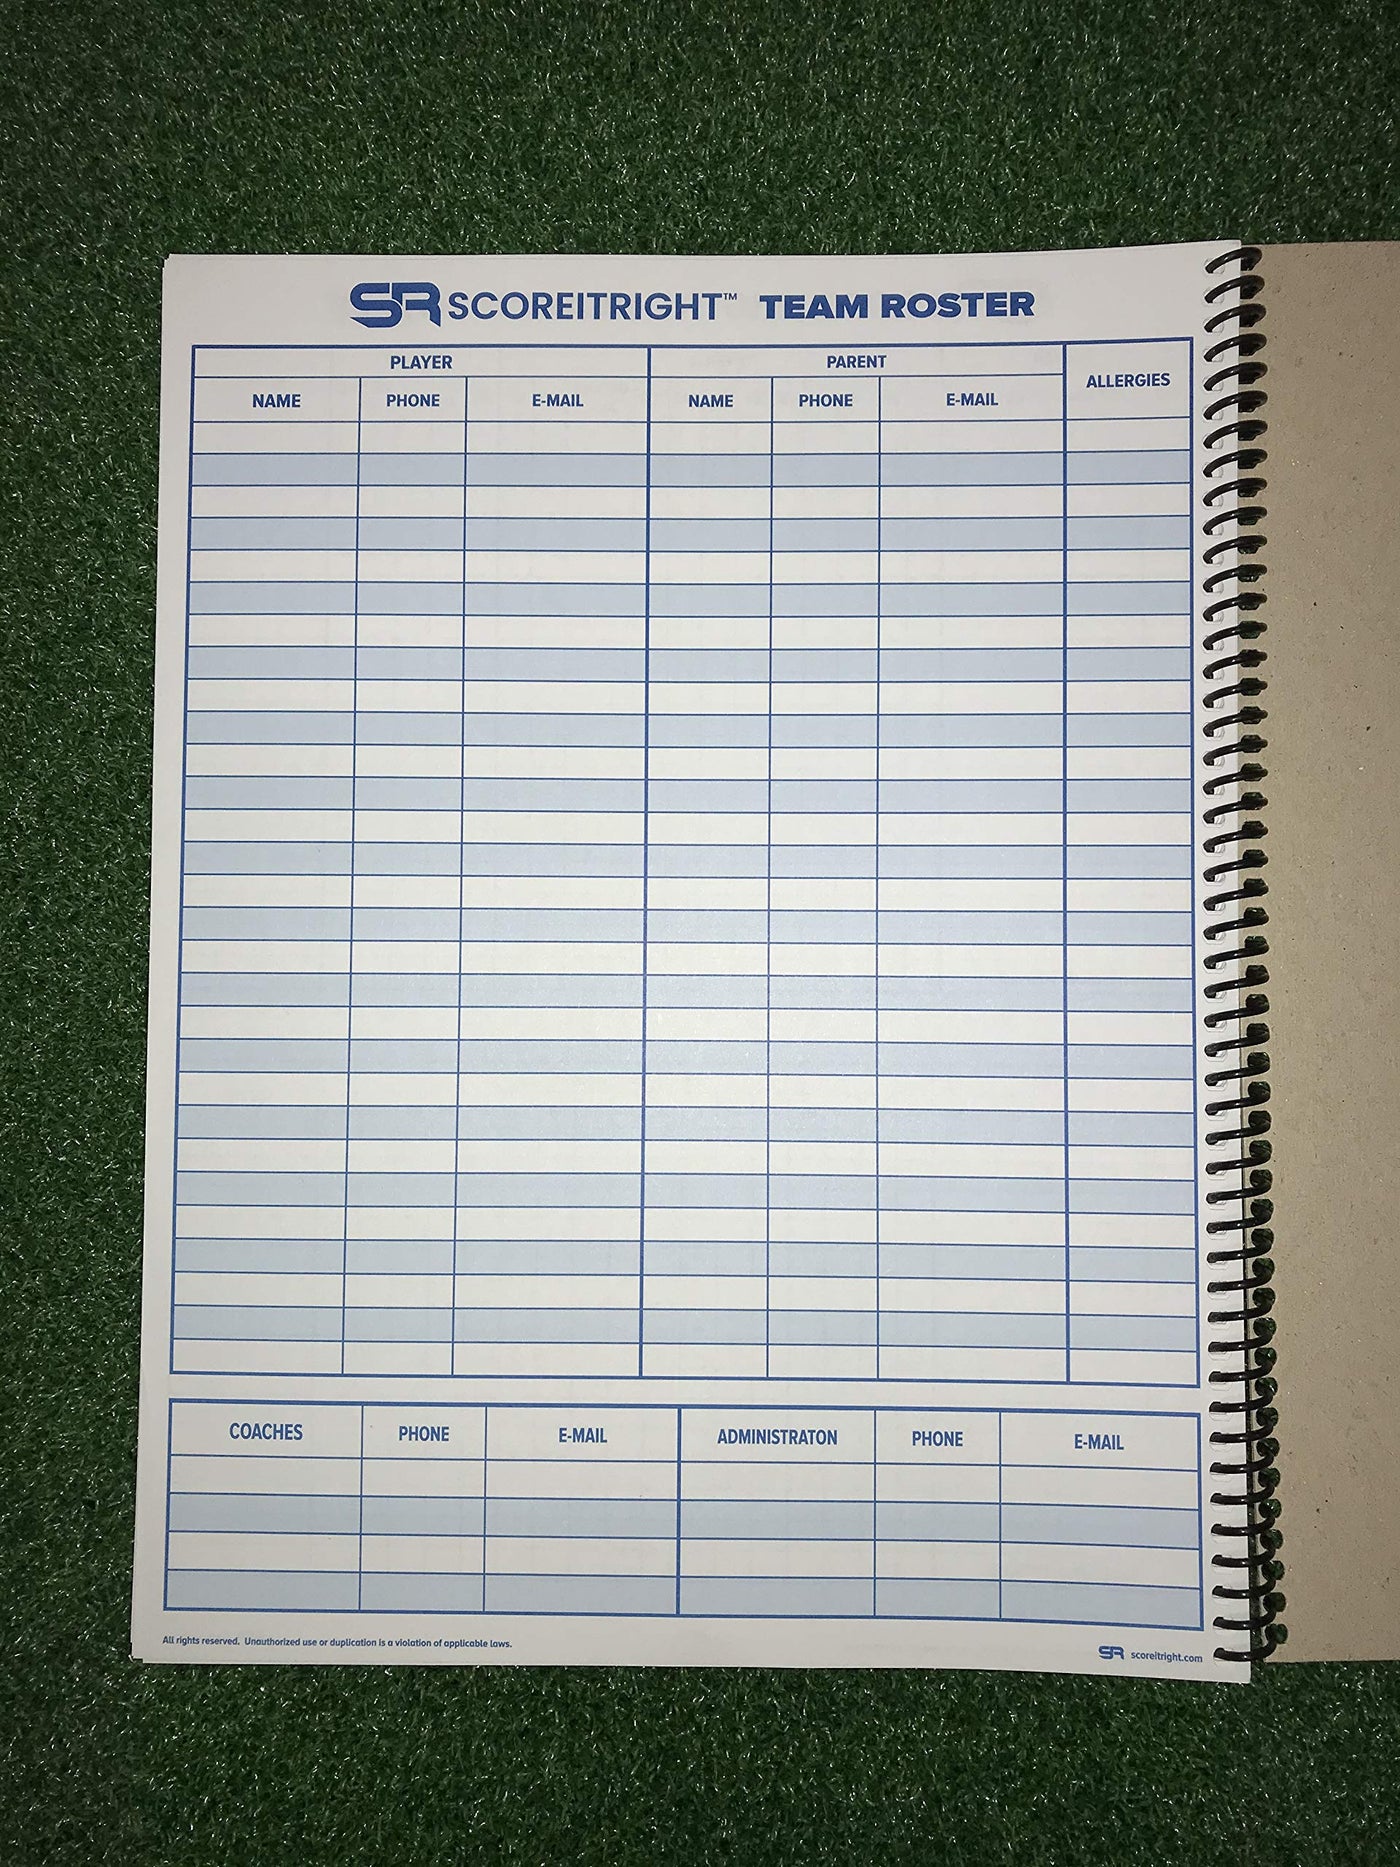 SR SCOREITRIGHT™ TEAM ROSTER
PLAYER PARENT ALLERGIES
NAME PHONE E-MAIL NAME PHONE E-MAIL
COACHES PHONE E-MAIL ADMINISTRATON PHONE E-MAIL
All rights reserved. Unauthorized use or duplication is a violation of applicable laws.
SR scoreitright.com